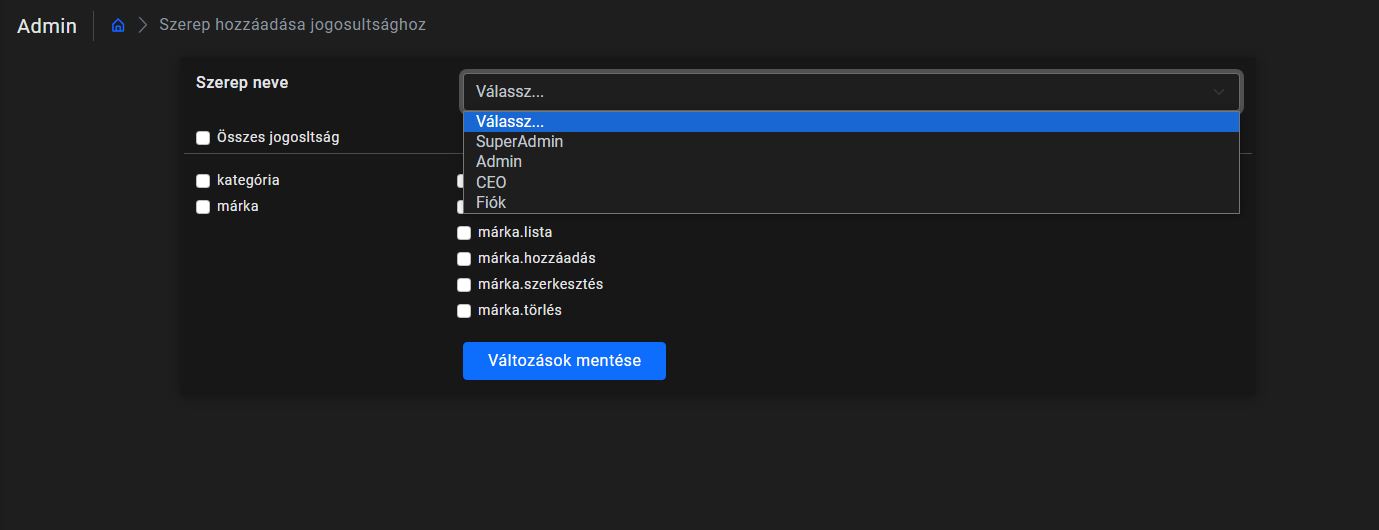 Admin
Szerep hozzáadása jogosultsághoz
Szerep neve
Válassz...
Válassz...
SuperAdmin
Admin
CEO
Fiók
Összes jogosltság
kategória
márka
márka.lista
márka.hozzáadás
márka.szerkesztés
márka.törlés
Változások mentése